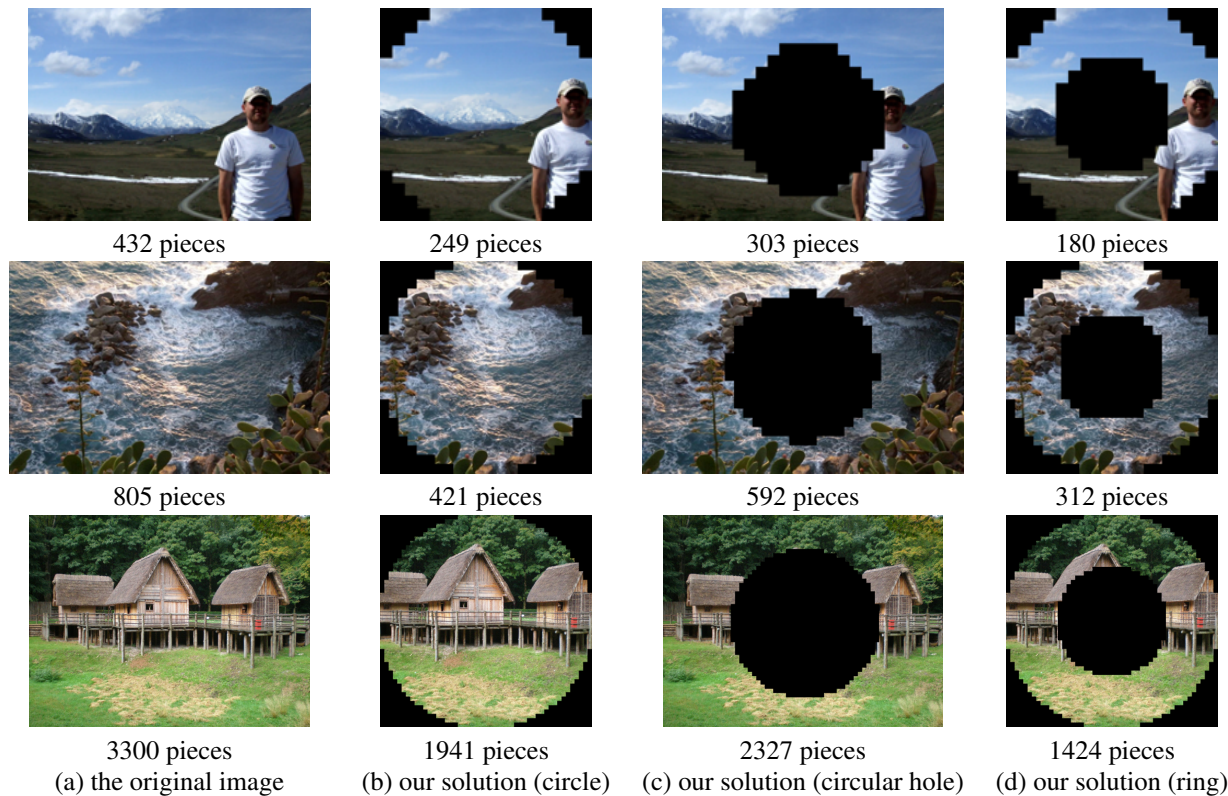 432 pieces
249 pieces
303 pieces
180 pieces
805 pieces
421 pieces
592 pieces
312 pieces
3300 pieces
1941 pieces
2327 pieces
1424 pieces
(a) the original image
(b) our solution (circle)
(c) our solution (circular hole)
(d) our solution (ring)